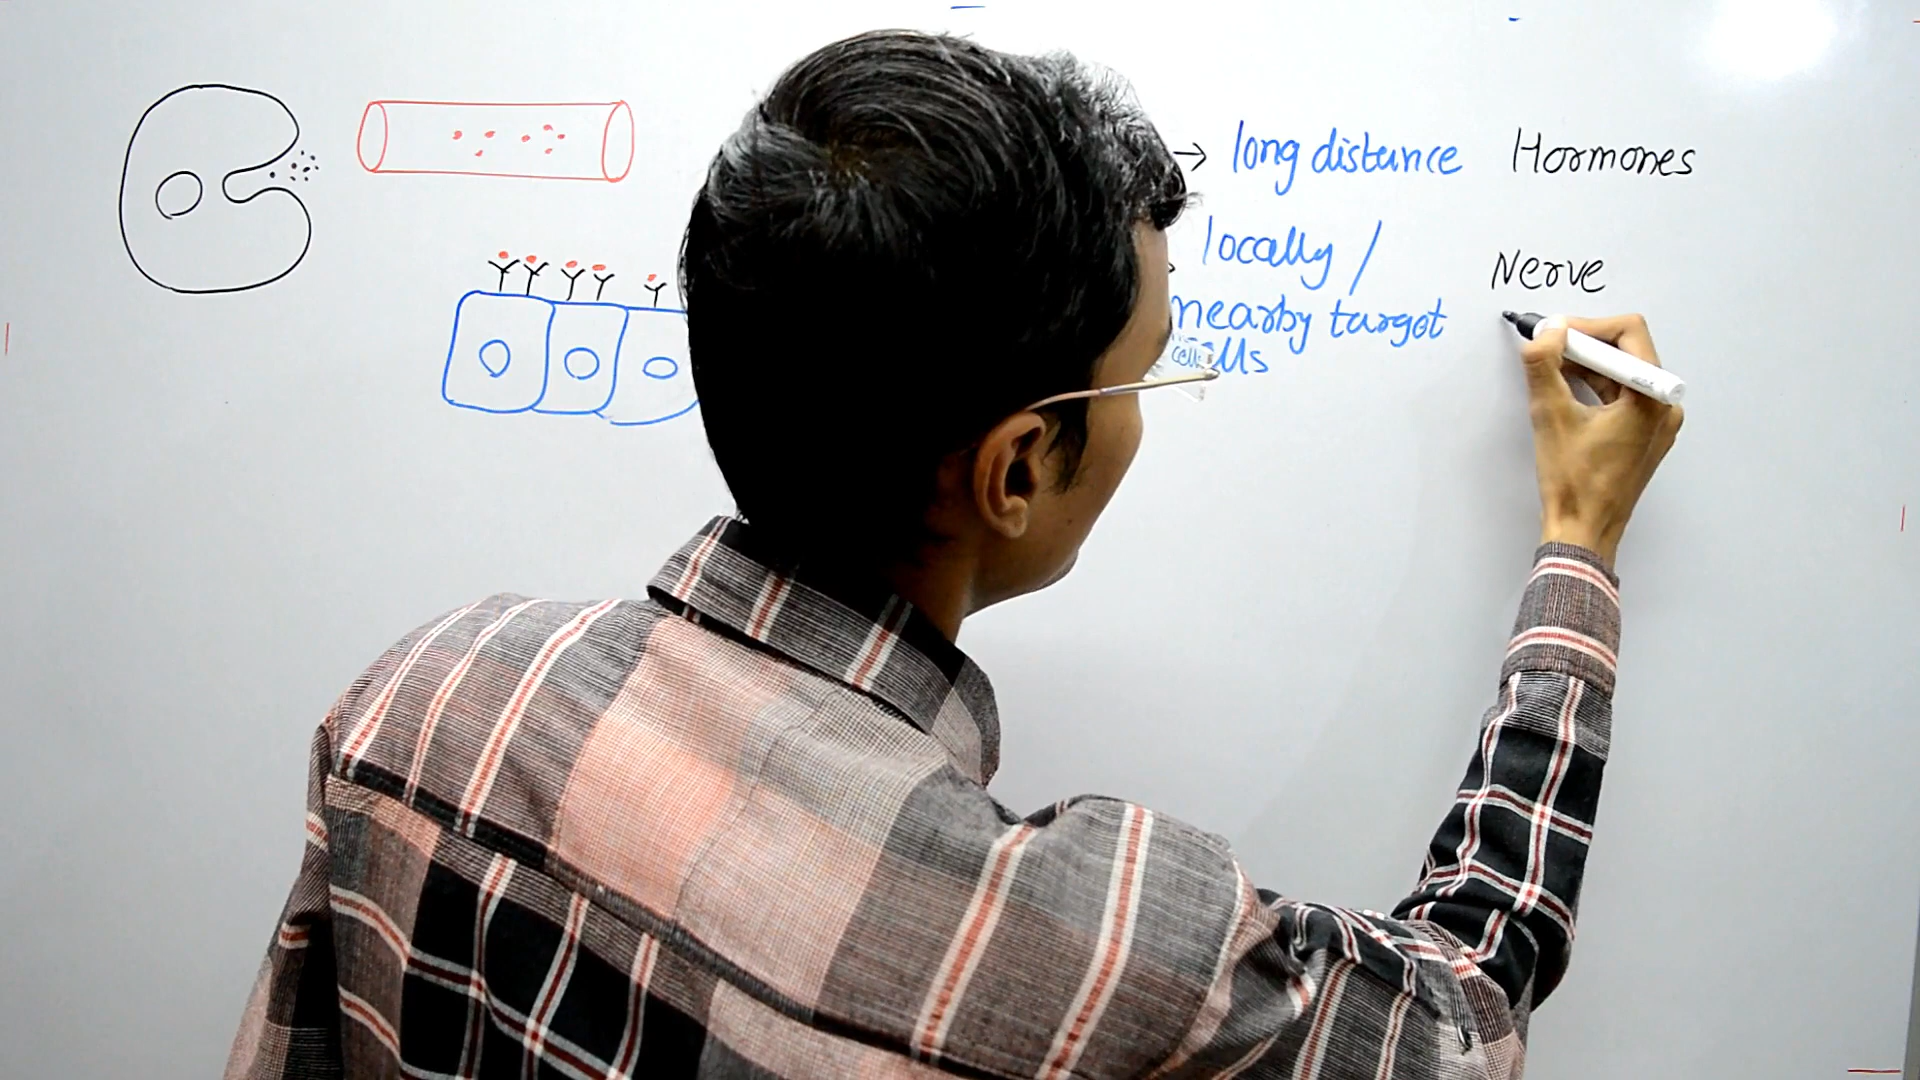 → long distance Hormones
locally / Nerve
nearby target
cells